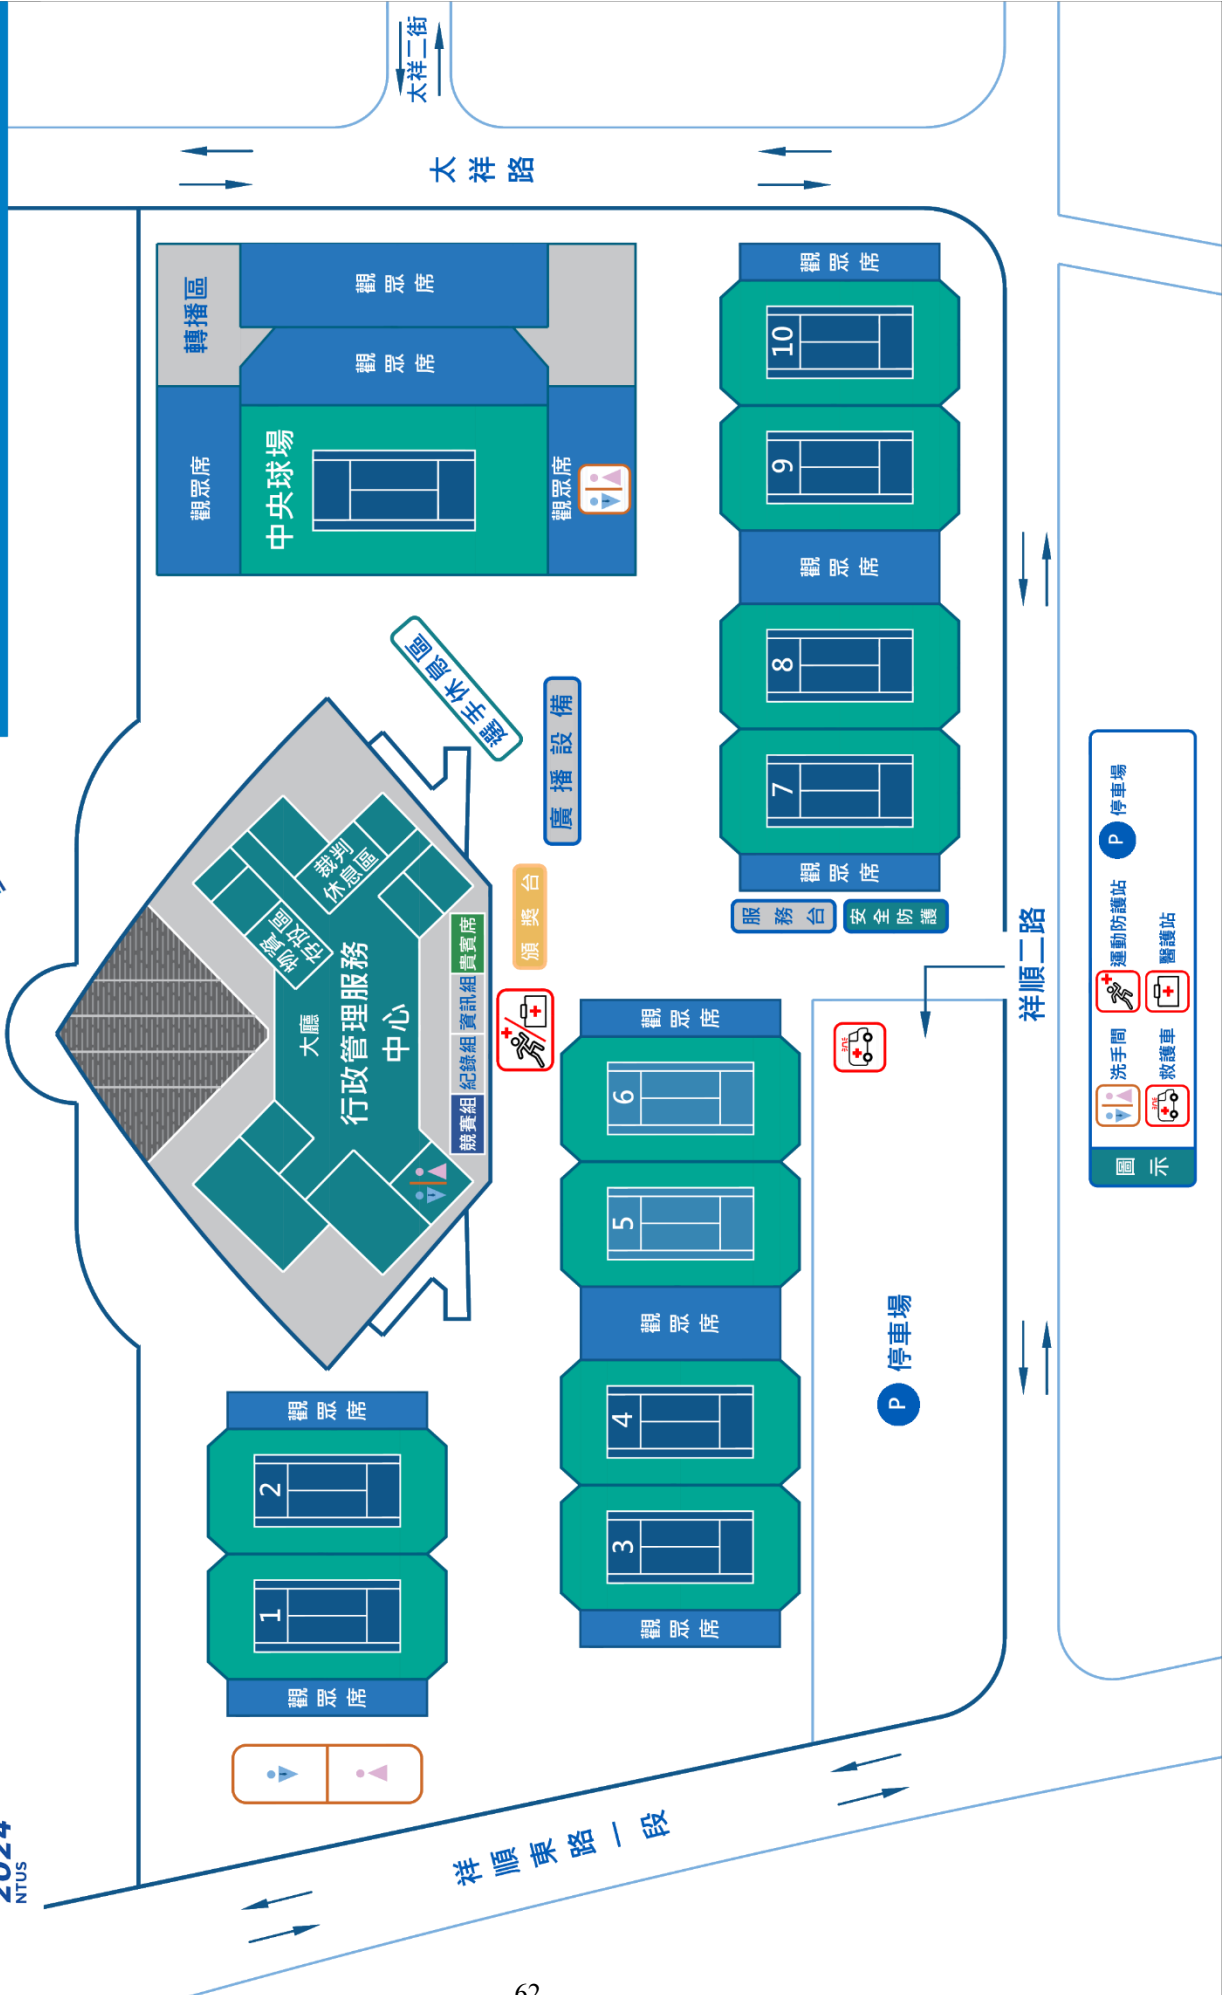 2024
NTUS
太祥二街
太祥路
轉播區
觀眾席
觀眾席
觀眾席
中央球場
觀眾席
選手休息區
廣播設備
頒獎台
裁判
休息區
物資
存放區
大廳
行政管理服務
中心
競賽組
紀錄組
資訊組
貴賓席
觀眾席
1
2
觀眾席
觀眾席
3
4
觀眾席
5
6
觀眾席
觀眾席
7
8
觀眾席
9
10
觀眾席
服務台
安全防護
P 停車場
祥順二路
祥順東路一段
圖示
洗手間
運動防護站
P 停車場
救護車
醫護站
62